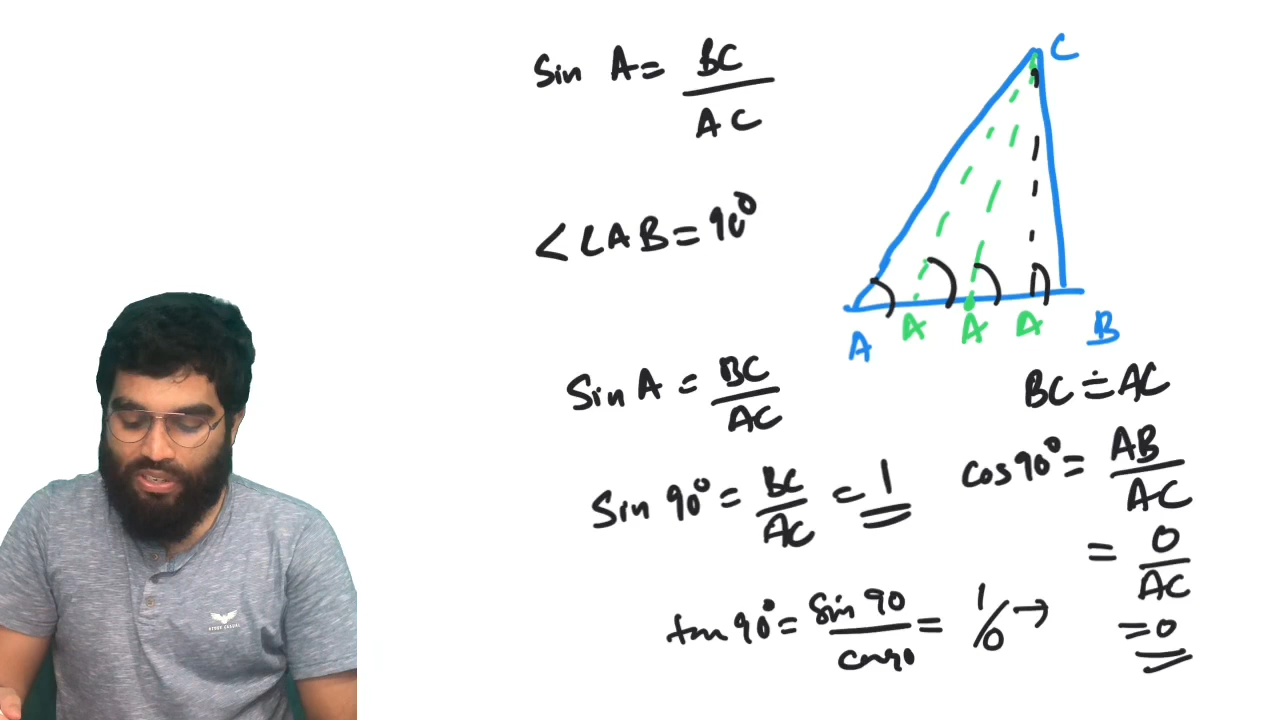 Sin A = BC / AC
C
<CAB = 90°
A A A A B
Sin A = BC / AC
BC ≐ AC
Sin 90° = BC / AC = 1
cos 90° = AB / AC
= 0 / AC
= 0
tan 90° = Sin 90 / cos 90 = 1/0 →